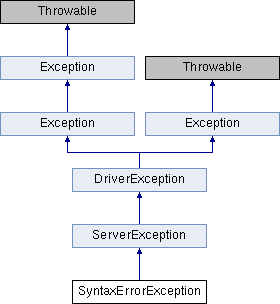 Throwable
Exception
Throwable
Exception
Exception
DriverException
ServerException
SyntaxErrorException